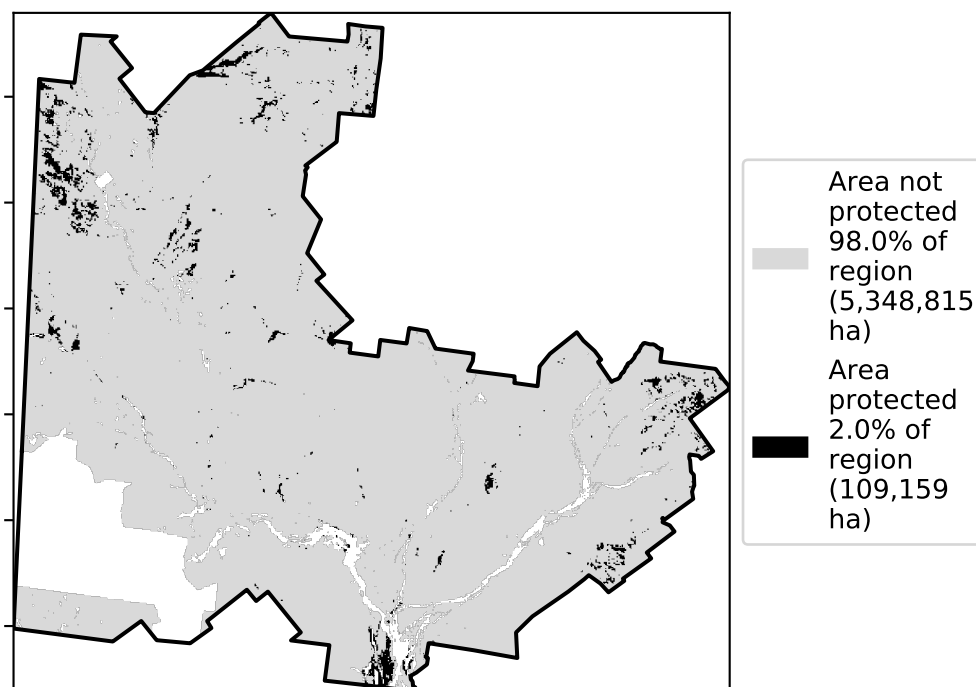 Area not
protected
98.0% of
region
(5,348,815
ha)
Area
protected
2.0% of
region
(109,159
ha)